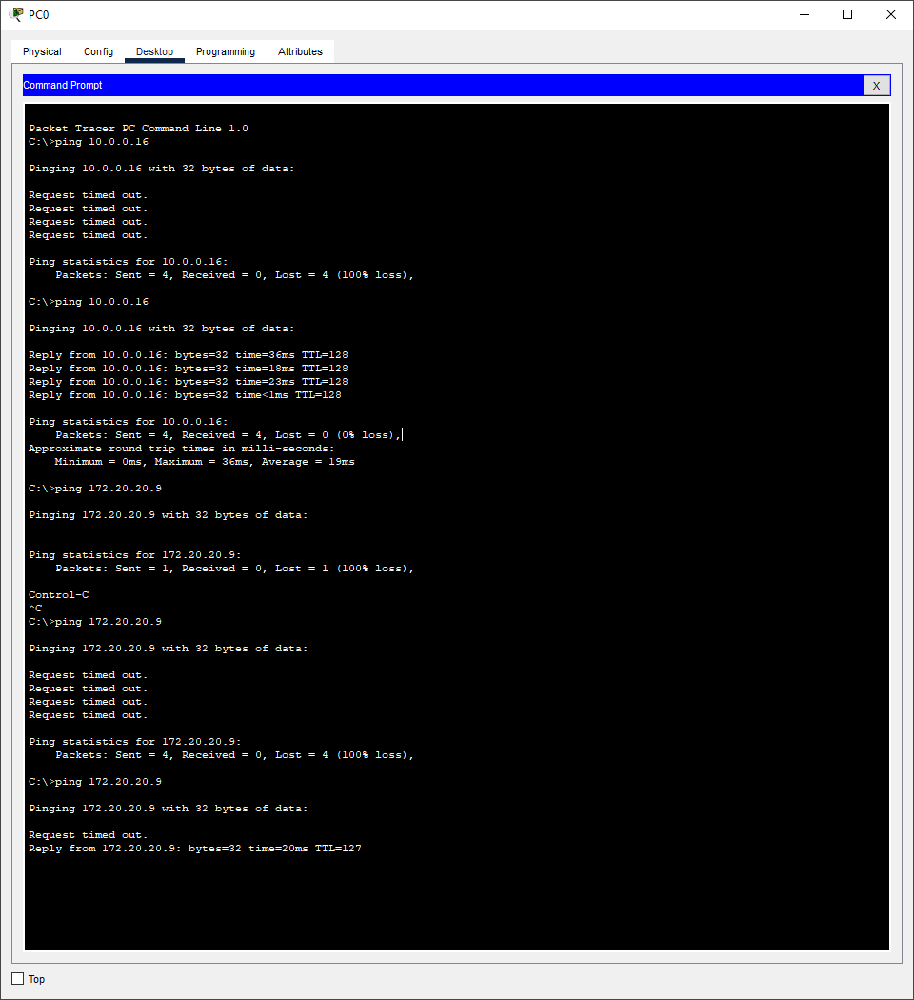 PC0
Physical Config Desktop Programming Attributes
Command Prompt X
Packet Tracer PC Command Line 1.0
C:\>ping 10.0.0.16
Pinging 10.0.0.16 with 32 bytes of data:
Request timed out.
Request timed out.
Request timed out.
Request timed out.
Ping statistics for 10.0.0.16:
    Packets: Sent = 4, Received = 0, Lost = 4 (100% loss),
C:\>ping 10.0.0.16
Pinging 10.0.0.16 with 32 bytes of data:
Reply from 10.0.0.16: bytes=32 time=36ms TTL=128
Reply from 10.0.0.16: bytes=32 time=18ms TTL=128
Reply from 10.0.0.16: bytes=32 time=23ms TTL=128
Reply from 10.0.0.16: bytes=32 time<1ms TTL=128
Ping statistics for 10.0.0.16:
    Packets: Sent = 4, Received = 4, Lost = 0 (0% loss),
Approximate round trip times in milli-seconds:
    Minimum = 0ms, Maximum = 36ms, Average = 19ms
C:\>ping 172.20.20.9
Pinging 172.20.20.9 with 32 bytes of data:
Ping statistics for 172.20.20.9:
    Packets: Sent = 1, Received = 0, Lost = 1 (100% loss),
Control-C
^C
C:\>ping 172.20.20.9
Pinging 172.20.20.9 with 32 bytes of data:
Request timed out.
Request timed out.
Request timed out.
Request timed out.
Ping statistics for 172.20.20.9:
    Packets: Sent = 4, Received = 0, Lost = 4 (100% loss),
C:\>ping 172.20.20.9
Pinging 172.20.20.9 with 32 bytes of data:
Request timed out.
Reply from 172.20.20.9: bytes=32 time=20ms TTL=127
Top